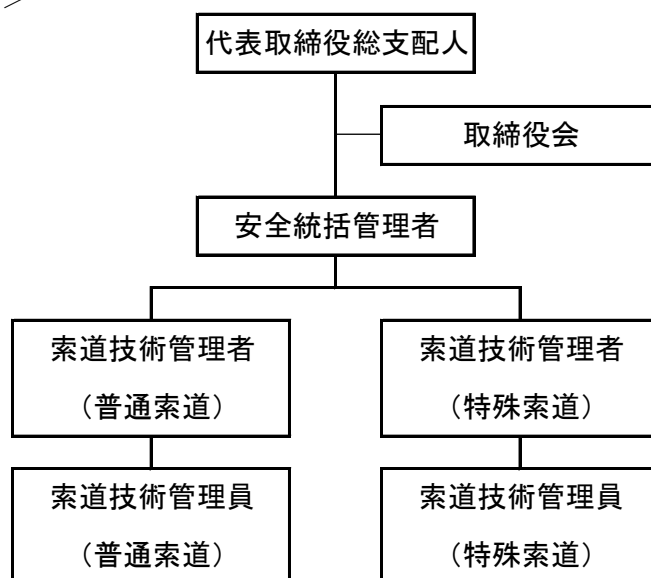 代表取締役総支配人
取締役会
安全統括管理者
索道技術管理者
（普通索道）
索道技術管理者
（特殊索道）
索道技術管理員
（普通索道）
索道技術管理員
（特殊索道）